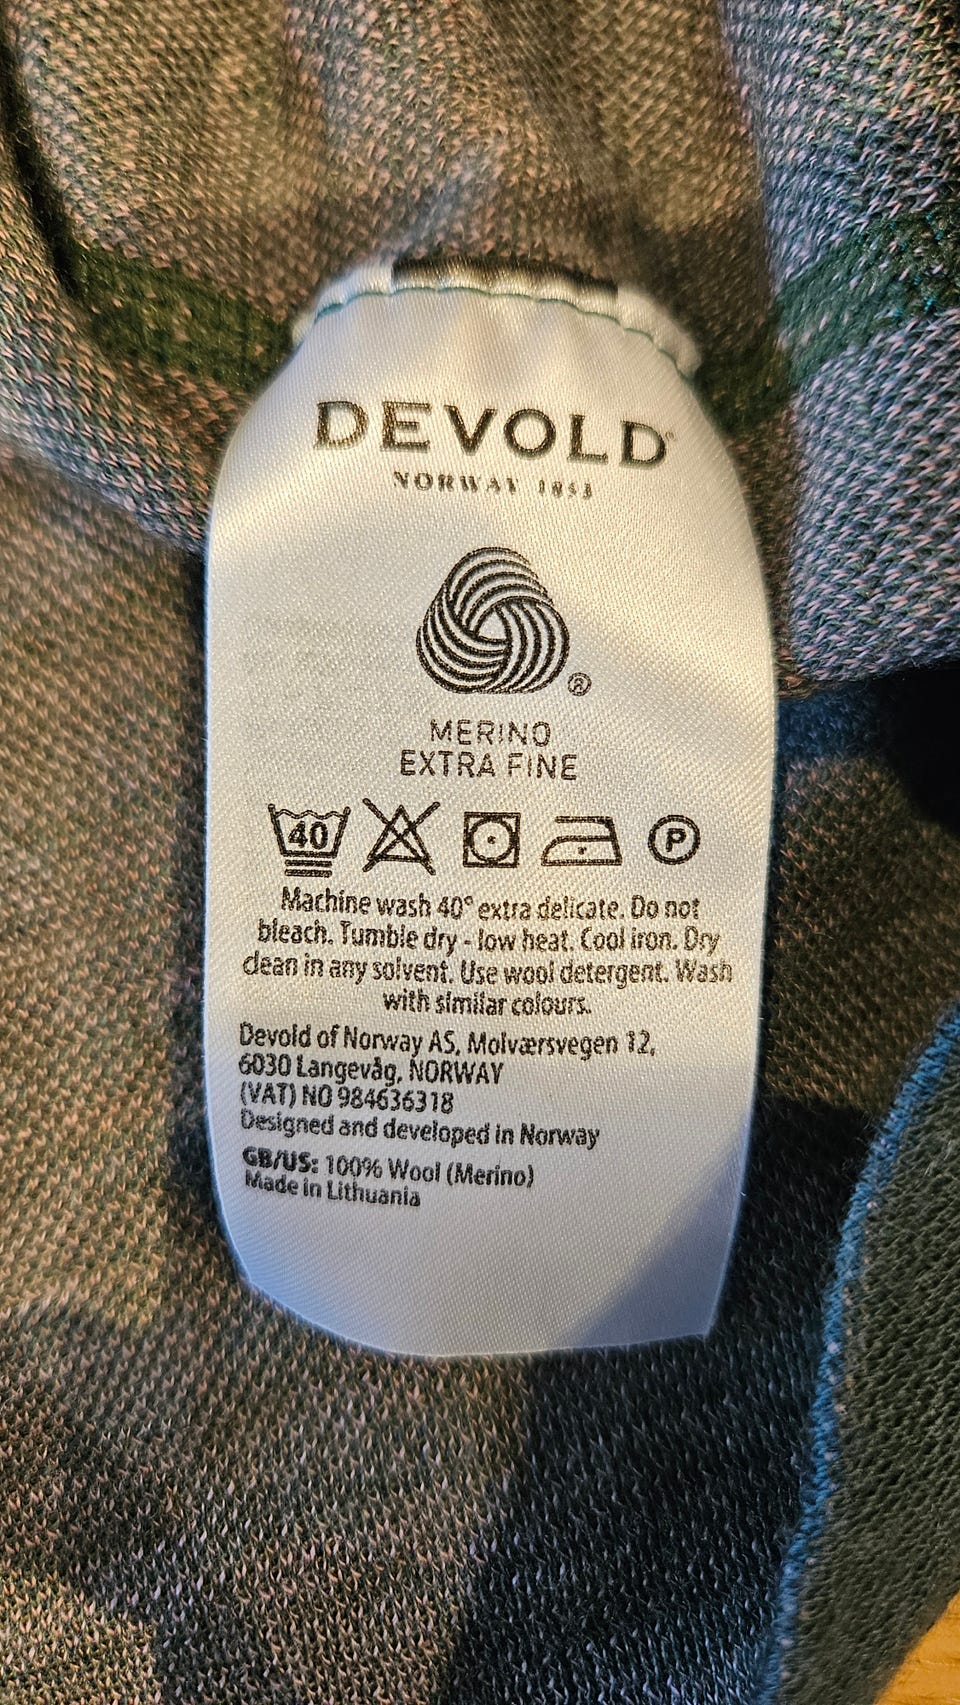 DEVOLD®
NORWAY 1853
®
MERINO
EXTRA FINE
40 P
Machine wash 40° extra delicate. Do not
bleach. Tumble dry - low heat. Cool iron. Dry
clean in any solvent. Use wool detergent. Wash
with similar colours.
Devold of Norway AS, Molværsvegen 12,
6030 Langevåg, NORWAY
(VAT) NO 984636318
Designed and developed in Norway
GB/US: 100% Wool (Merino)
Made in Lithuania